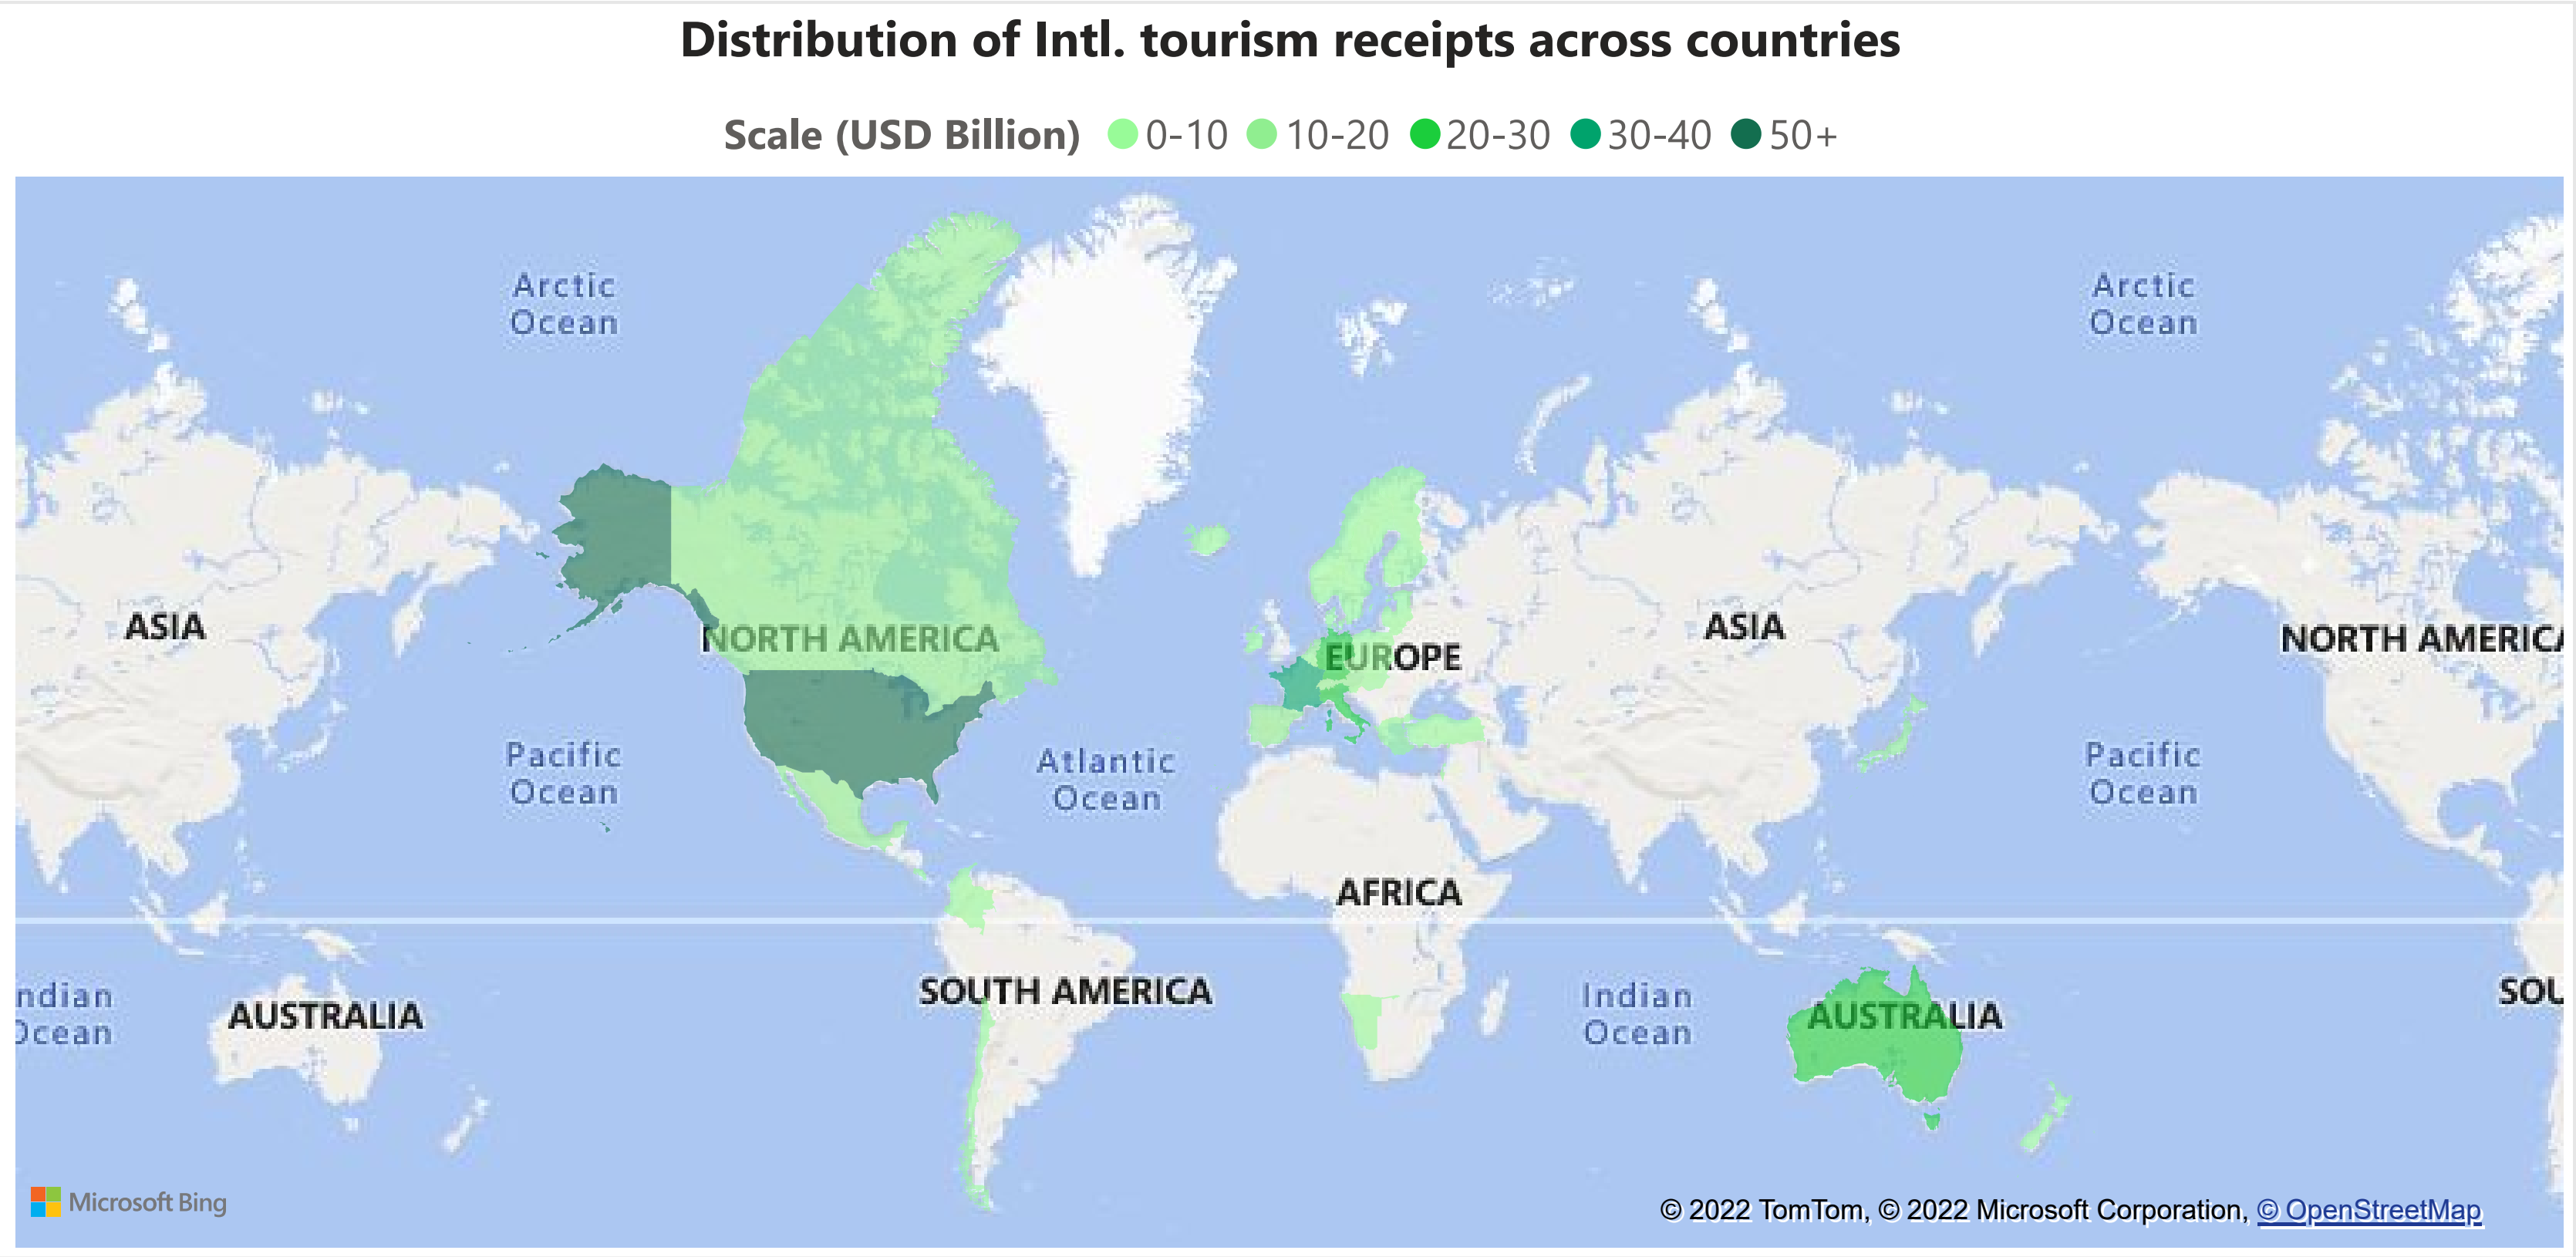 Distribution of Intl. tourism receipts across countries
Scale (USD Billion) 0-10 10-20 20-30 30-40 50+
Arctic
Ocean
Arctic
Ocean
ASIA
NORTH AMERICA
EUROPE
ASIA
NORTH AMERICA
Pacific
Ocean
Atlantic
Ocean
Pacific
Ocean
AFRICA
ndian
Ocean
AUSTRALIA
SOUTH AMERICA
Indian
Ocean
AUSTRALIA
SOU
Microsoft Bing
© 2022 TomTom, © 2022 Microsoft Corporation, © OpenStreetMap